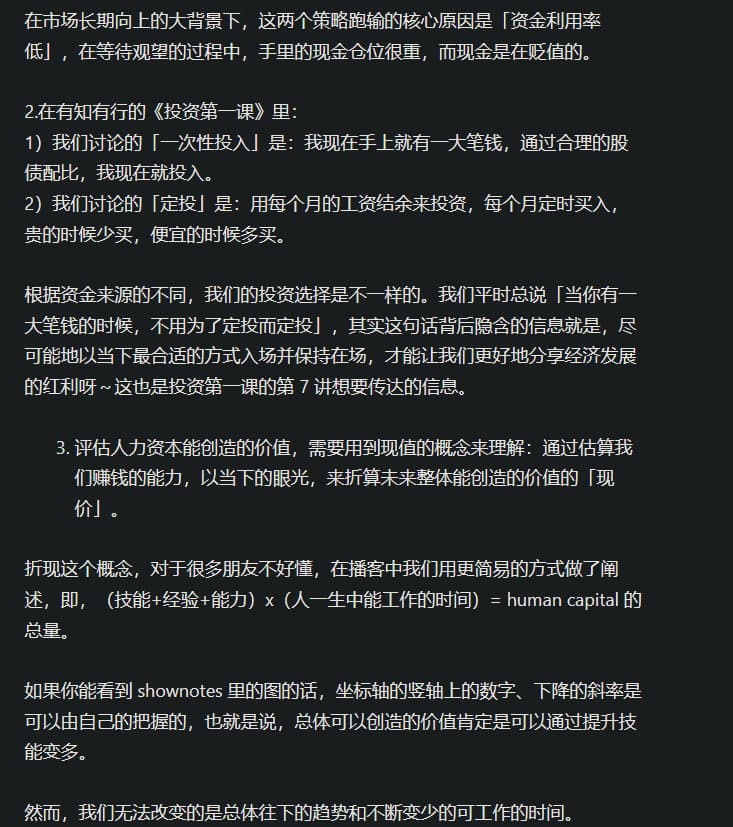 在市场长期向上的大背景下，这两个策略跑输的核心原因是「资金利用率
低」，在等待观望的过程中，手里的现金仓位很重，而现金是在贬值的。
2.在有知有行的《投资第一课》里：
1）我们讨论的「一次性投入」是：我现在手上就有一大笔钱，通过合理的股
债配比，我现在就投入。
2）我们讨论的「定投」是：用每个月的工资结余来投资，每个月定时买入，
贵的时候少买，便宜的时候多买。
根据资金来源的不同，我们的投资选择是不一样的。我们平时总说「当你有一
大笔钱的时候，不用为了定投而定投」，其实这句话背后隐含的信息就是，尽
可能地以当下最合适的方式入场并保持在场，才能让我们更好地分享经济发展
的红利呀～这也是投资第一课的第 7 讲想要传达的信息。
3. 评估人力资本能创造的价值，需要用到现值的概念来理解：通过估算我
们赚钱的能力，以当下的眼光，来折算未来整体能创造的价值的「现
价」。
折现这个概念，对于很多朋友不好懂，在播客中我们用更简易的方式做了阐
述，即，（技能+经验+能力）x（人一生中能工作的时间）= human capital 的
总量。
如果你能看到 shownotes 里的图的话，坐标轴的竖轴上的数字、下降的斜率是
可以由自己的把握的，也就是说，总体可以创造的价值肯定是可以通过提升技
能变多。
然而，我们无法改变的是总体往下的趋势和不断变少的可工作的时间。